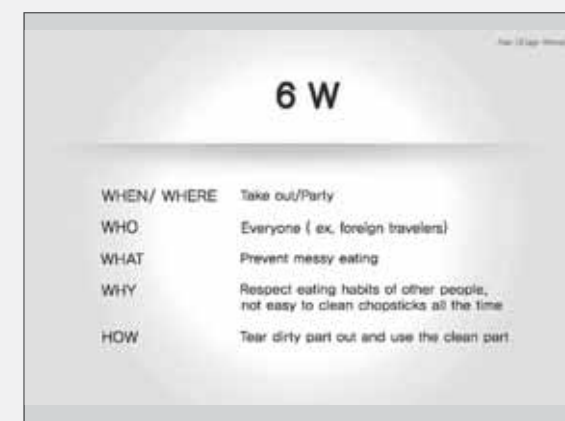 6 W
WHEN/ WHERE Take out/Party
WHO Everyone ( ex. foreign travelers)
WHAT Prevent messy eating
WHY Respect eating habits of other people,
not easy to clean chopsticks all the time
HOW Tear dirty part out and use the clean part